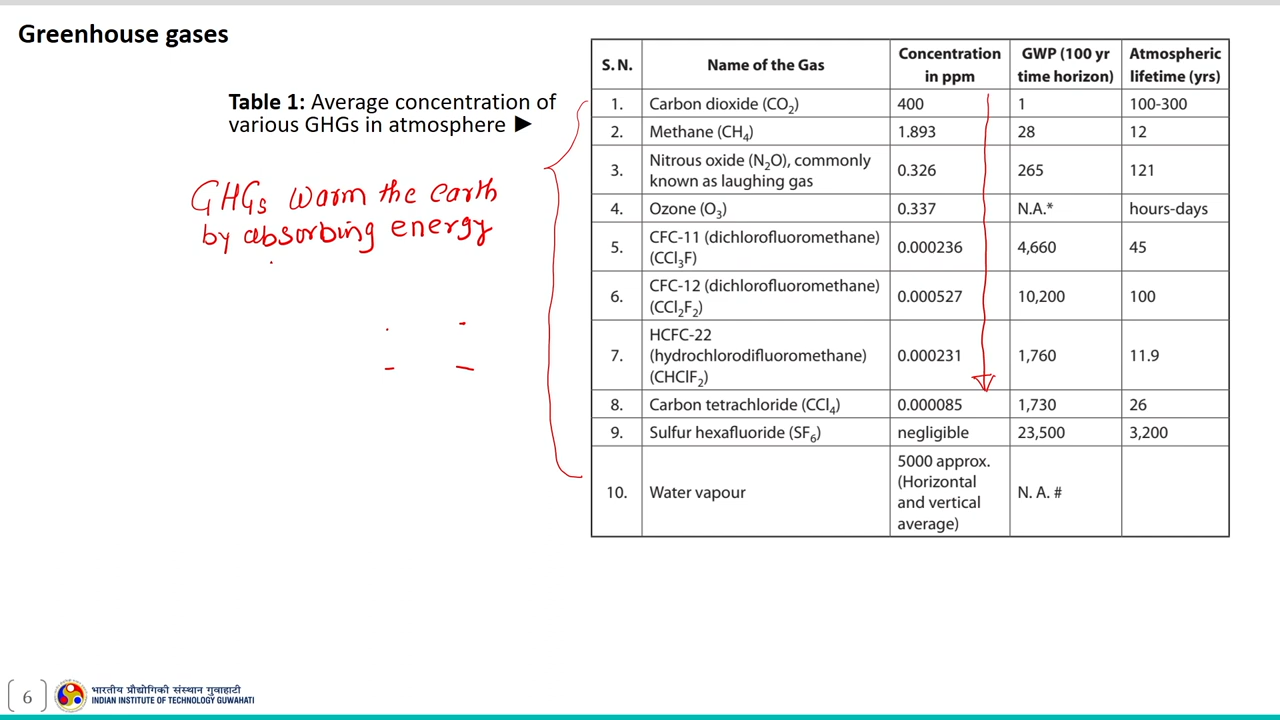 Greenhouse gases
Table 1: Average concentration of
various GHGs in atmosphere ►
GHGs warm the earth
by absorbing energy
S. N. Name of the Gas Concentration in ppm GWP (100 yr time horizon) Atmospheric lifetime (yrs)
1. Carbon dioxide (CO₂) 400 1 100-300
2. Methane (CH₄) 1.893 28 12
3. Nitrous oxide (N₂O), commonly known as laughing gas 0.326 265 121
4. Ozone (O₃) 0.337 N.A.* hours-days
5. CFC-11 (dichlorofluoromethane) (CCl₃F) 0.000236 4,660 45
6. CFC-12 (dichlorofluoromethane) (CCl₂F₂) 0.000527 10,200 100
7. HCFC-22 (hydrochlorodifluoromethane) (CHClF₂) 0.000231 1,760 11.9
8. Carbon tetrachloride (CCl₄) 0.000085 1,730 26
9. Sulfur hexafluoride (SF₆) negligible 23,500 3,200
10. Water vapour 5000 approx. (Horizontal and vertical average) N. A. #
6
भारतीय प्रौद्योगिकी संस्थान गुवाहाटी
INDIAN INSTITUTE OF TECHNOLOGY GUWAHATI